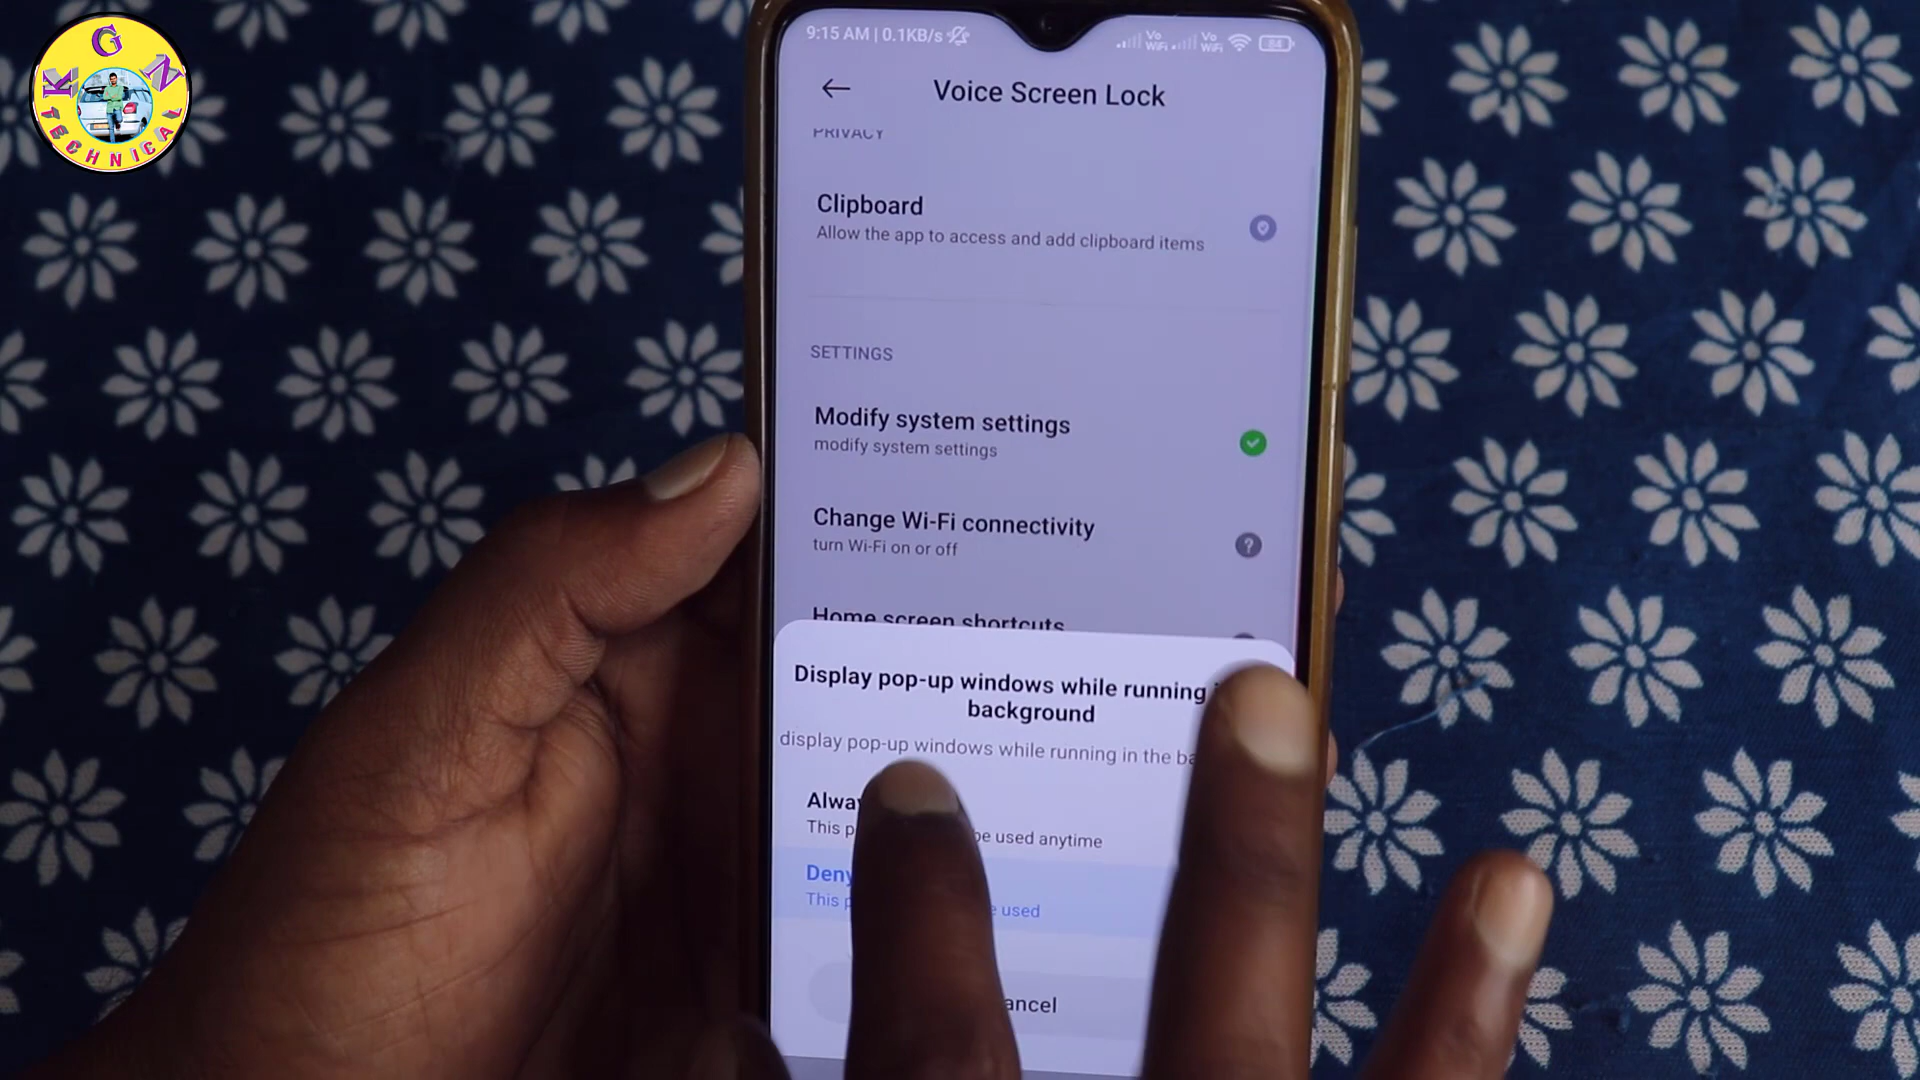 K G N
TECHNICAL
9:15 AM | 0.1KB/s
Vo WiFi
Vo WiFi
84
Voice Screen Lock
PRIVACY
Clipboard
Allow the app to access and add clipboard items
SETTINGS
Modify system settings
modify system settings
Change Wi-Fi connectivity
turn Wi-Fi on or off
?
Home screen shortcuts
Display pop-up windows while running
background
display pop-up windows while running in the ba
Alwa
This p be used anytime
Deny
This p e used
ancel